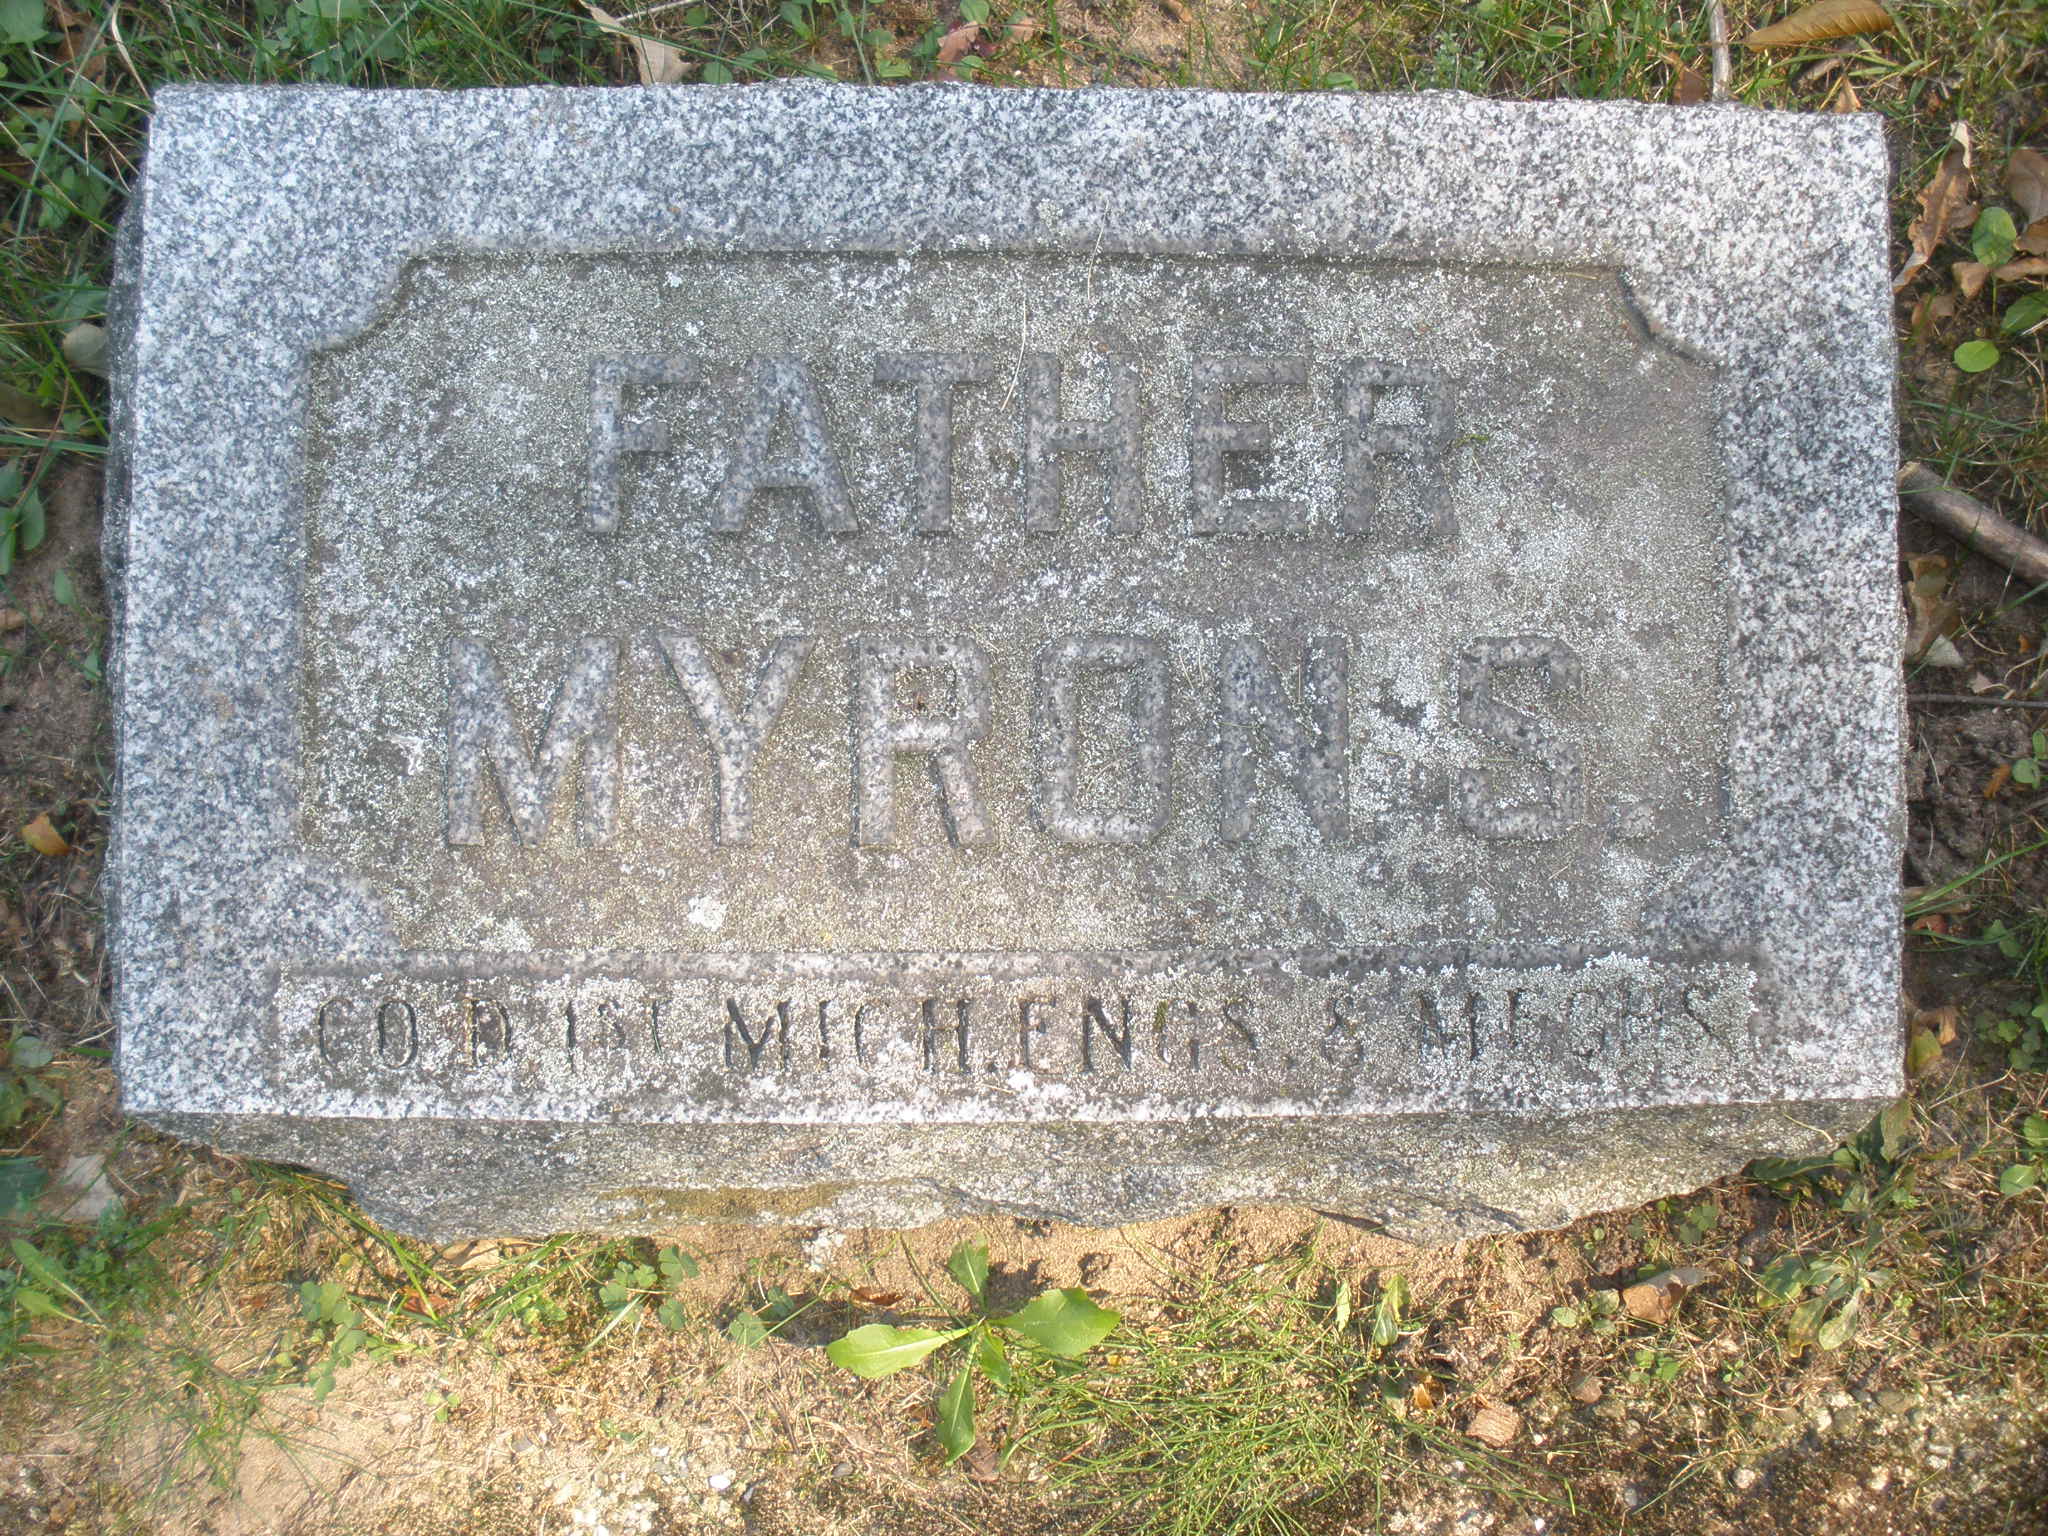 FATHER
MYRON S.
CO. D. 1ST MICH. ENGS. & MECHS